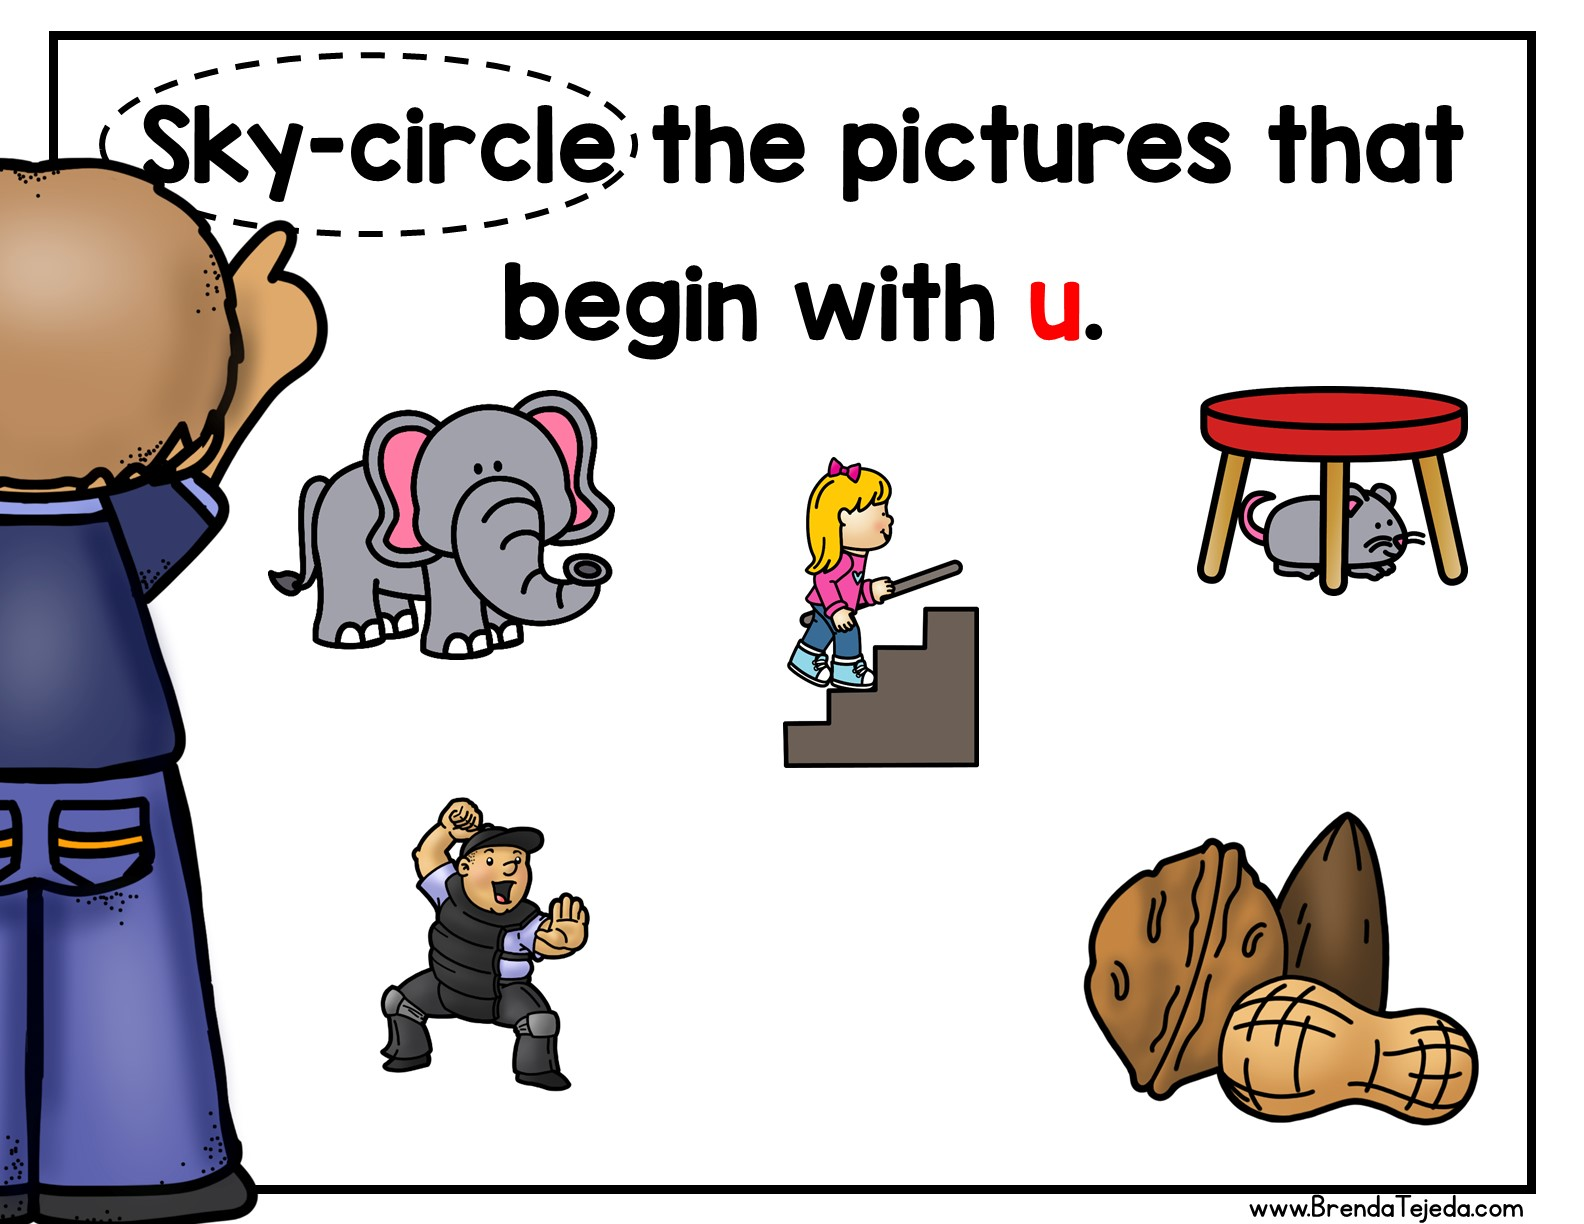 Sky-circle the pictures that
begin with u.
www.BrendaTejeda.com